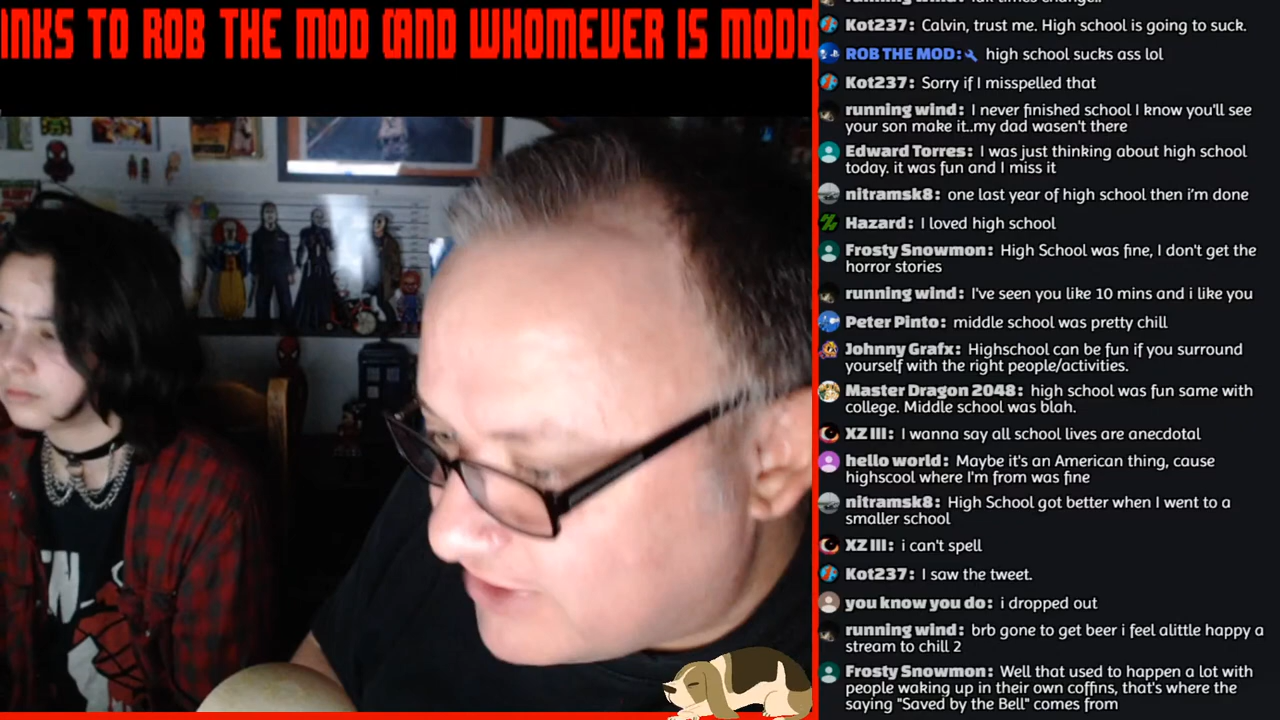 INKS TO ROB THE MOD (AND WHOMEVER IS MODD
Kot237: Calvin, trust me. High school is going to suck.
ROB THE MOD: high school sucks ass lol
Kot237: Sorry if I misspelled that
running wind: I never finished school I know you'll see
your son make it..my dad wasen't there
Edward Torres: I was just thinking about high school
today. it was fun and I miss it
nitramsk8: one last year of high school then i'm done
Hazard: I loved high school
Frosty Snowmon: High School was fine, I don't get the
horror stories
running wind: I've seen you like 10 mins and i like you
Peter Pinto: middle school was pretty chill
Johnny Grafx: Highschool can be fun if you surround
yourself with the right people/activities.
Master Dragon 2048: high school was fun same with
college. Middle school was blah.
XZ III: I wanna say all school lives are anecdotal
hello world: Maybe it's an American thing, cause
highscool where I'm from was fine
nitramsk8: High School got better when I went to a
smaller school
XZ III: i can't spell
Kot237: I saw the tweet.
you know you do: i dropped out
running wind: brb gone to get beer i feel alittle happy a
stream to chill 2
Frosty Snowmon: Well that used to happen a lot with
people waking up in their own coffins, that's where the
saying "Saved by the Bell" comes from